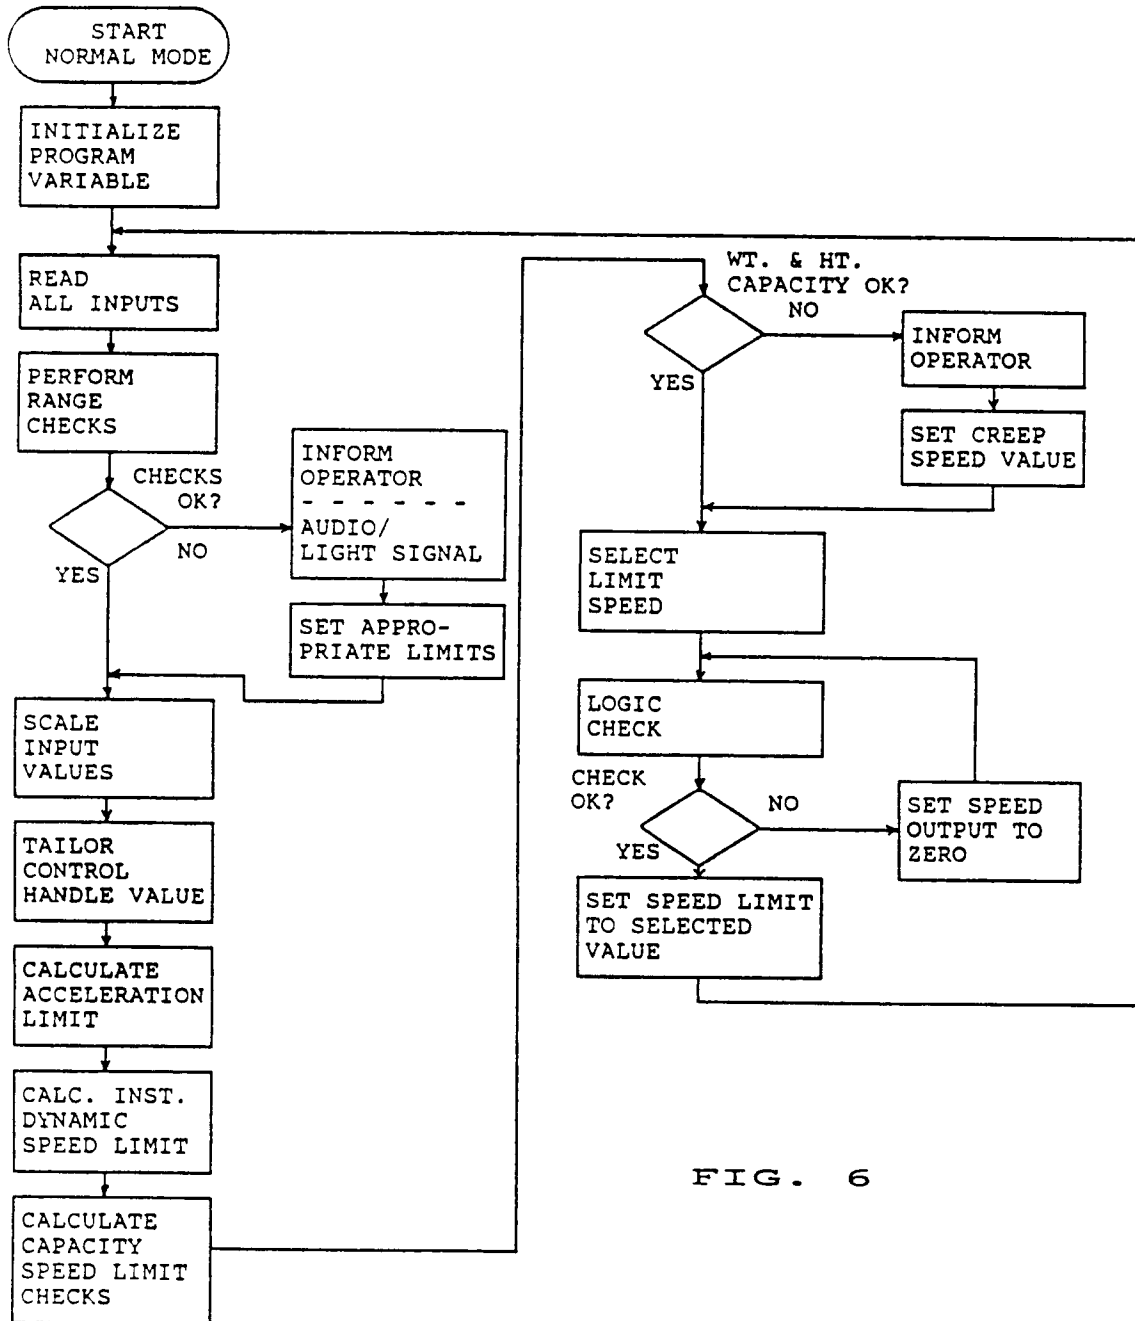 START
NORMAL MODE
INITIALIZE
PROGRAM
VARIABLE
READ
ALL INPUTS
PERFORM
RANGE
CHECKS
CHECKS
OK?
NO
YES
INFORM
OPERATOR
- - - - - -
AUDIO/
LIGHT SIGNAL
SET APPRO-
PRIATE LIMITS
SCALE
INPUT
VALUES
TAILOR
CONTROL
HANDLE VALUE
CALCULATE
ACCELERATION
LIMIT
CALC. INST.
DYNAMIC
SPEED LIMIT
CALCULATE
CAPACITY
SPEED LIMIT
CHECKS
WT. & HT.
CAPACITY OK?
NO
YES
INFORM
OPERATOR
SET CREEP
SPEED VALUE
SELECT
LIMIT
SPEED
LOGIC
CHECK
CHECK
OK?
NO
YES
SET SPEED
OUTPUT TO
ZERO
SET SPEED LIMIT
TO SELECTED
VALUE
FIG. 6